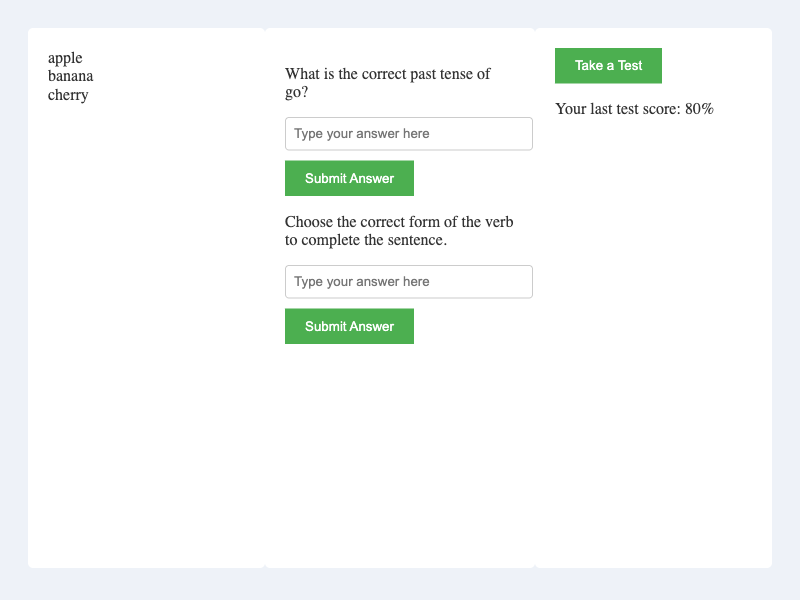 apple
banana
cherry
What is the correct past tense of
go?
Type your answer here
Submit Answer
Choose the correct form of the verb
to complete the sentence.
Type your answer here
Submit Answer
Take a Test
Your last test score: 80%